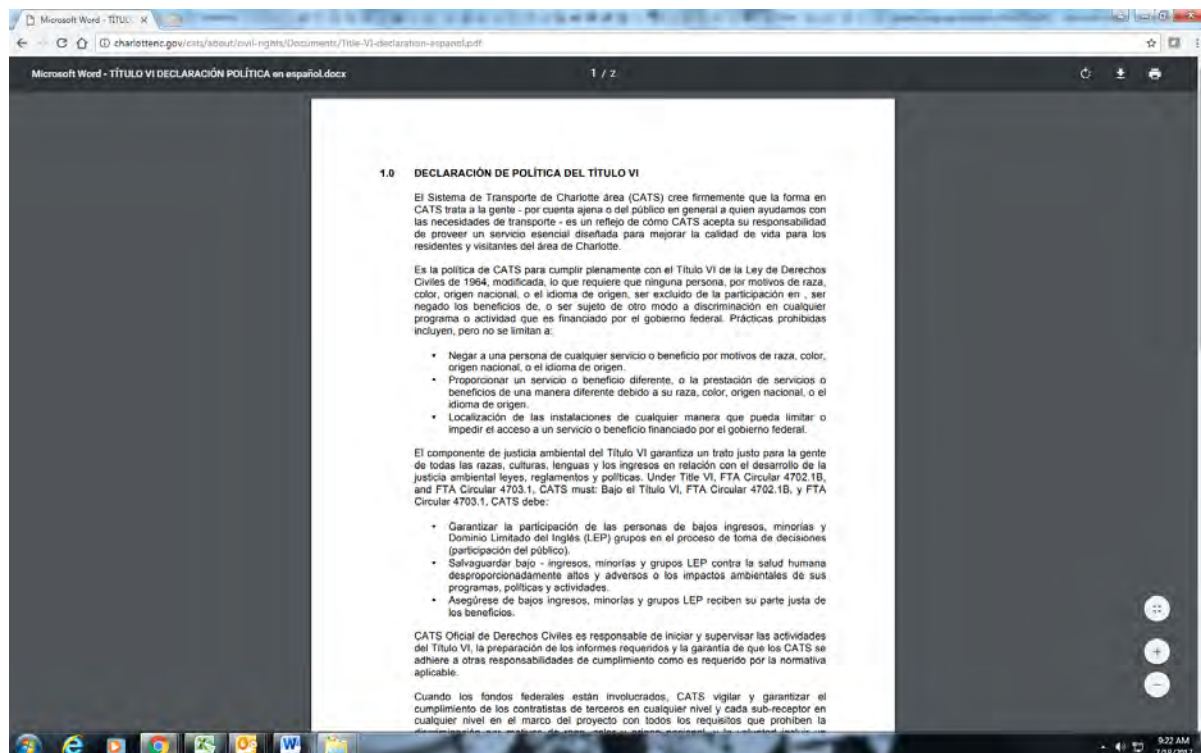 Microsoft Word - TÍTUL
charlottenc.gov/cats/about/civil-rights/Documents/Title-VI-declaration-espanol.pdf
Microsoft Word - TÍTULO VI DECLARACIÓN POLÍTICA en español.docx
1 / 2
1.0 DECLARACIÓN DE POLÍTICA DEL TÍTULO VI
El Sistema de Transporte de Charlotte área (CATS) cree firmemente que la forma en
CATS trata a la gente - por cuenta ajena o del público en general a quien ayudamos con
las necesidades de transporte - es un reflejo de cómo CATS acepta su responsabilidad
de proveer un servicio esencial diseñada para mejorar la calidad de vida para los
residentes y visitantes del área de Charlotte.
Es la política de CATS para cumplir plenamente con el Título VI de la Ley de Derechos
Civiles de 1964, modificada, lo que requiere que ninguna persona, por motivos de raza,
color, origen nacional, o el idioma de origen, ser excluido de la participación en , ser
negado los beneficios de, o ser sujeto de otro modo a discriminación en cualquier
programa o actividad que es financiado por el gobierno federal. Prácticas prohibidas
incluyen, pero no se limitan a:
• Negar a una persona de cualquier servicio o beneficio por motivos de raza, color,
origen nacional, o el idioma de origen.
• Proporcionar un servicio o beneficio diferente, o la prestación de servicios o
beneficios de una manera diferente debido a su raza, color, origen nacional, o el
idioma de origen.
• Localización de las instalaciones de cualquier manera que pueda limitar o
impedir el acceso a un servicio o beneficio financiado por el gobierno federal.
El componente de justicia ambiental del Título VI garantiza un trato justo para la gente
de todas las razas, culturas, lenguas y los ingresos en relación con el desarrollo de la
justicia ambiental leyes, reglamentos y políticas. Under Title VI, FTA Circular 4702.1B,
and FTA Circular 4703.1, CATS must: Bajo el Título VI, FTA Circular 4702.1B, y FTA
Circular 4703.1, CATS debe:
• Garantizar la participación de las personas de bajos ingresos, minorías y
Dominio Limitado del Inglés (LEP) grupos en el proceso de toma de decisiones
(participación del público).
• Salvaguardar bajo - ingresos, minorías y grupos LEP contra la salud humana
desproporcionadamente altos y adversos o los impactos ambientales de sus
programas, políticas y actividades.
• Asegúrese de bajos ingresos, minorías y grupos LEP reciben su parte justa de
los beneficios.
CATS Oficial de Derechos Civiles es responsable de iniciar y supervisar las actividades
del Título VI, la preparación de los informes requeridos y la garantía de que los CATS se
adhiere a otras responsabilidades de cumplimiento como es requerido por la normativa
aplicable.
Cuando los fondos federales están involucrados, CATS vigilar y garantizar el
cumplimiento de los contratistas de terceros en cualquier nivel y cada sub-receptor en
cualquier nivel en el marco del proyecto con todos los requisitos que prohíben la
9:22 AM